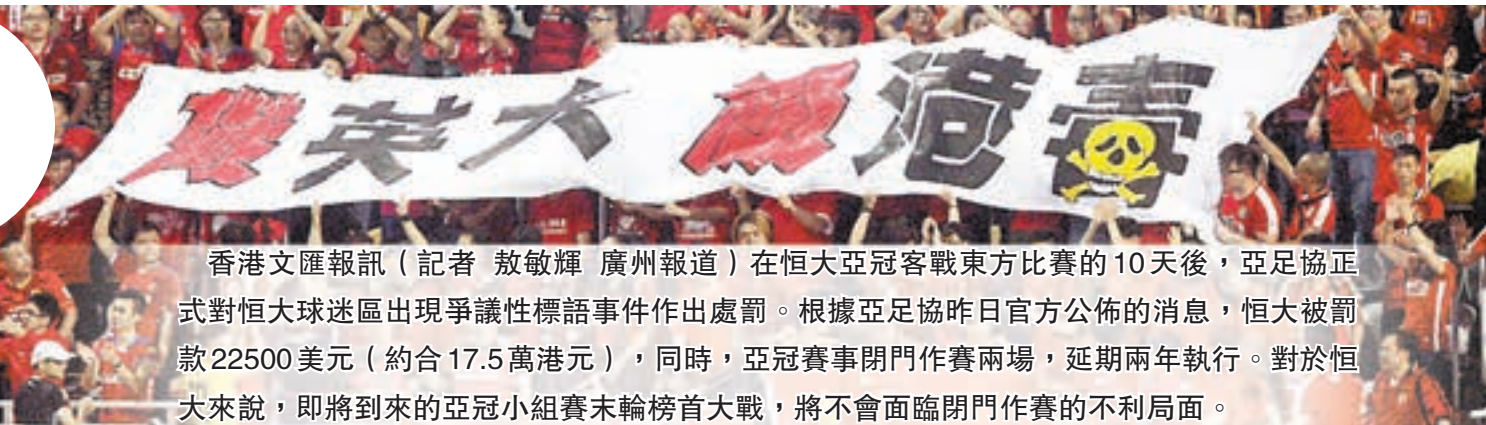 英犬 港毒
香港文匯報訊（記者 敖敏輝 廣州報道）在恒大亞冠客戰東方比賽的10天後，亞足協正
式對恒大球迷區出現爭議性標語事件作出處罰。根據亞足協昨日官方公佈的消息，恒大被罰
款22500美元（約合17.5萬港元），同時，亞冠賽事閉門作賽兩場，延期兩年執行。對於恒
大來說，即將到來的亞冠小組賽末輪榜首大戰，將不會面臨閉門作賽的不利局面。